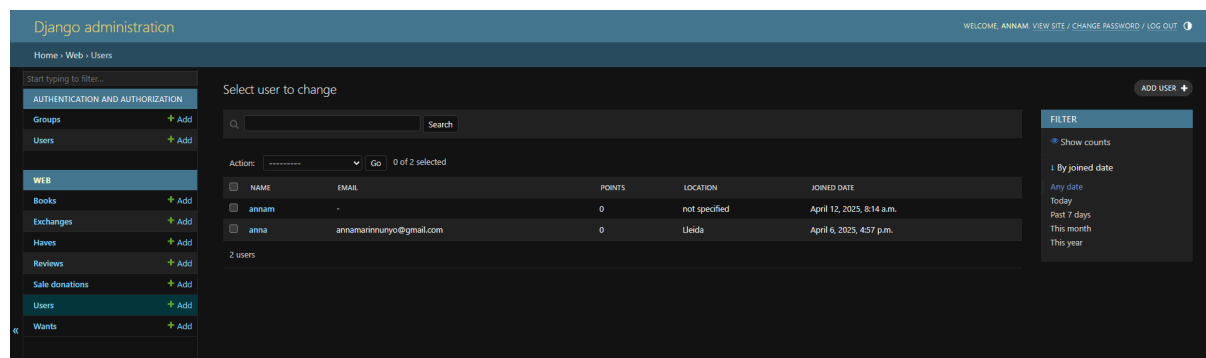 Django administration
WELCOME, ANNAM. VIEW SITE / CHANGE PASSWORD / LOG OUT
Home › Web › Users
Start typing to filter...
AUTHENTICATION AND AUTHORIZATION
Groups + Add
Users + Add
WEB
Books + Add
Exchanges + Add
Haves + Add
Reviews + Add
Sale donations + Add
Users + Add
Wants + Add
«
Select user to change
ADD USER +
Search
Action: --------- Go 0 of 2 selected
NAME EMAIL POINTS LOCATION JOINED DATE
annam - 0 not specified April 12, 2025, 8:14 a.m.
anna annamarinnunyo@gmail.com 0 Lleida April 6, 2025, 4:57 p.m.
2 users
FILTER
Show counts
↓ By joined date
Any date
Today
Past 7 days
This month
This year